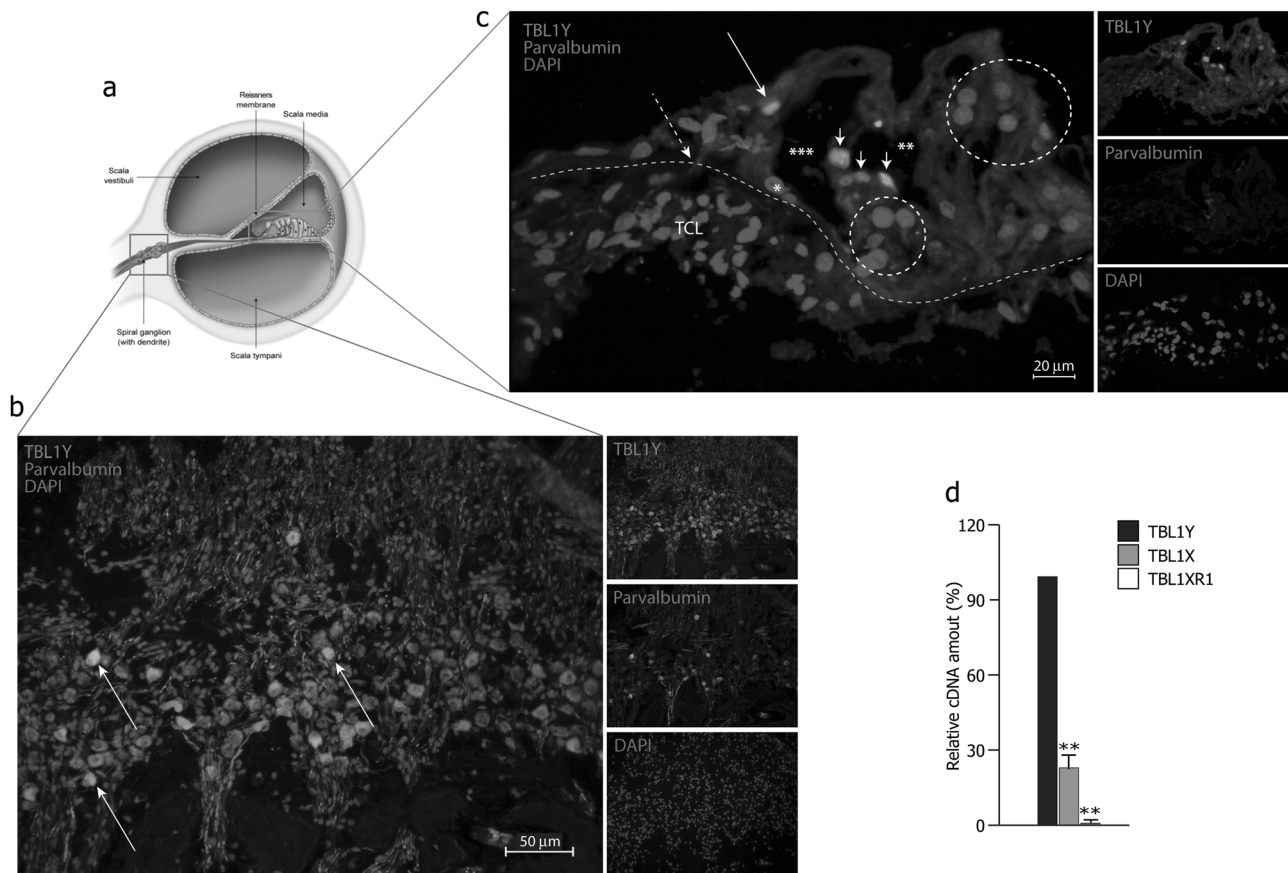 a
Reissners
membrane
Scala media
Scala
vestibuli
Spiral ganglion
(with dendrite)
Scala tympani
c
TBL1Y
Parvalbumin
DAPI
***
**
*
TCL
20 µm
TBL1Y
Parvalbumin
DAPI
b
TBL1Y
Parvalbumin
DAPI
50 µm
TBL1Y
Parvalbumin
DAPI
d
Relative cDNA amout (%)
120
90
60
30
0
**
**
TBL1Y
TBL1X
TBL1XR1